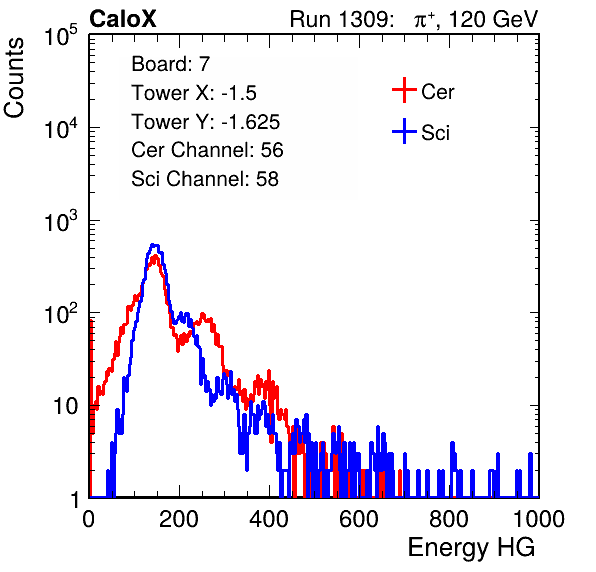 CaloX Run 1309: π⁺, 120 GeV
Board: 7
Tower X: -1.5
Tower Y: -1.625
Cer Channel: 56
Sci Channel: 58
Cer
Sci
Counts
10⁵
10⁴
10³
10²
10
1
0 200 400 600 800 1000
Energy HG